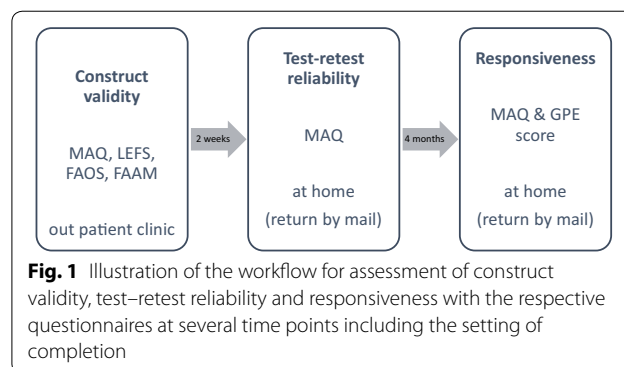 Construct
validity
MAQ, LEFS,
FAOS, FAAM
out patient clinic
2 weeks
Test-retest
reliability
MAQ
at home
(return by mail)
4 months
Responsiveness
MAQ & GPE
score
at home
(return by mail)
Fig. 1 Illustration of the workflow for assessment of construct
validity, test–retest reliability and responsiveness with the respective
questionnaires at several time points including the setting of
completion